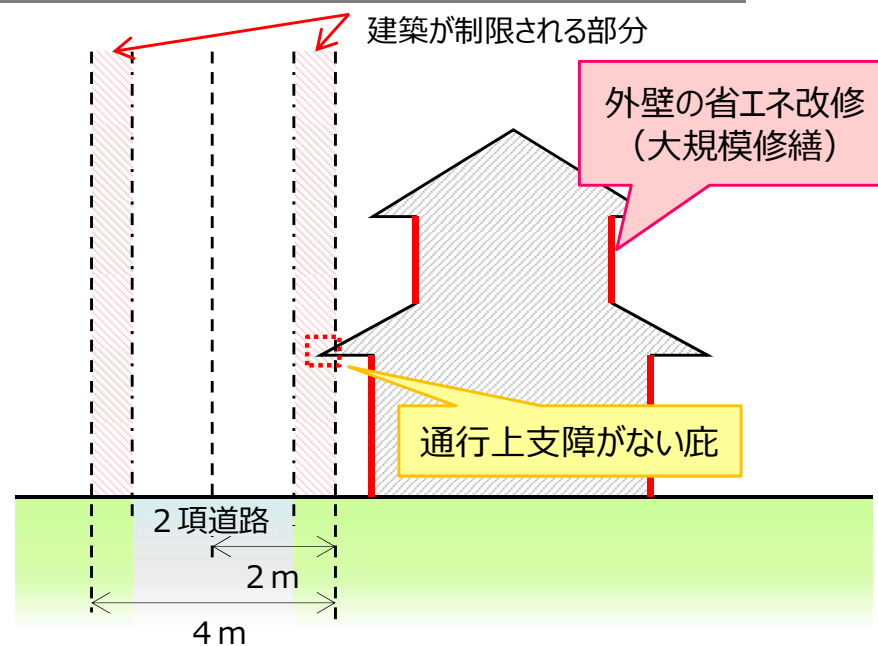 建築が制限される部分
外壁の省エネ改修
（大規模修繕）
通行上支障がない庇
２項道路
２ｍ
４ｍ